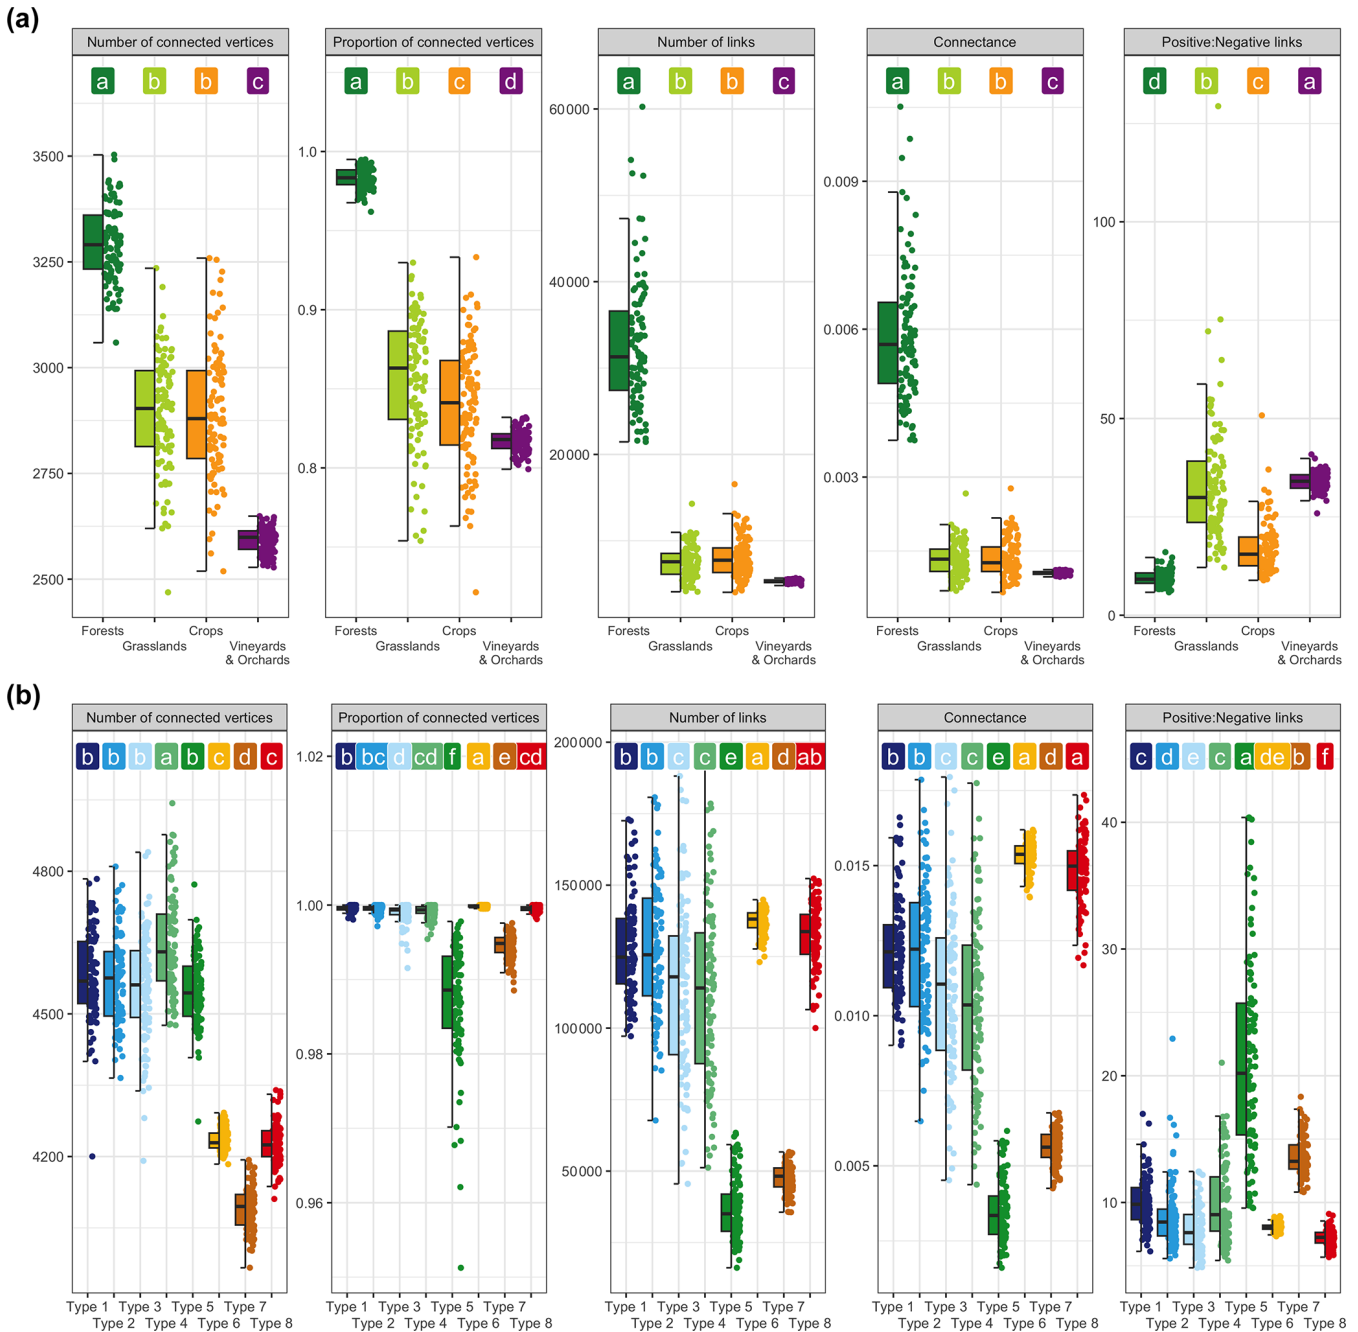 (a)
Number of connected vertices
Proportion of connected vertices
Number of links
Connectance
Positive:Negative links
a b b c
a b c d
a b b c
a b b c
d b c a
3500
3250
3000
2750
2500
1.0
0.9
0.8
60000
40000
20000
0.009
0.006
0.003
100
50
0
Forests Crops
Grasslands Vineyards
& Orchards
Forests Crops
Grasslands Vineyards
& Orchards
Forests Crops
Grasslands Vineyards
& Orchards
Forests Crops
Grasslands Vineyards
& Orchards
Forests Crops
Grasslands Vineyards
& Orchards
(b)
Number of connected vertices
Proportion of connected vertices
Number of links
Connectance
Positive:Negative links
b b b a b c d c
b bc d cd f a e cd
b b c c e a d ab
b b c c e a d a
c d e c a de b f
4800
4500
4200
1.02
1.00
0.98
0.96
200000
150000
100000
50000
0.015
0.010
0.005
40
30
20
10
Type 1 Type 3 Type 5 Type 7
Type 2 Type 4 Type 6 Type 8
Type 1 Type 3 Type 5 Type 7
Type 2 Type 4 Type 6 Type 8
Type 1 Type 3 Type 5 Type 7
Type 2 Type 4 Type 6 Type 8
Type 1 Type 3 Type 5 Type 7
Type 2 Type 4 Type 6 Type 8
Type 1 Type 3 Type 5 Type 7
Type 2 Type 4 Type 6 Type 8